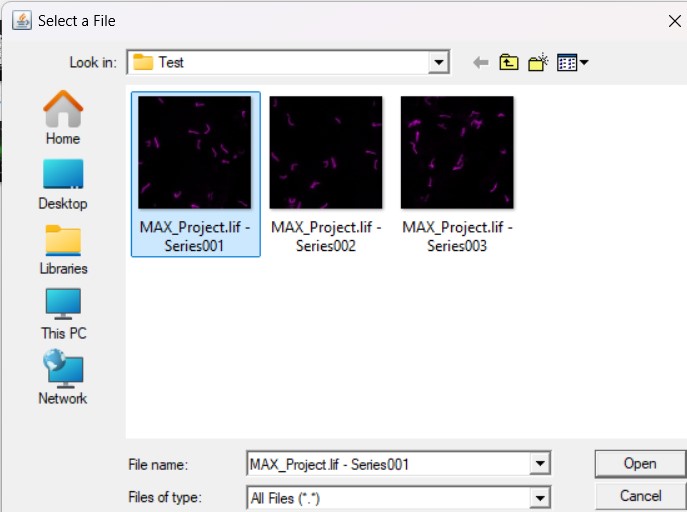 Select a File
Look in:
Test
Home
Desktop
Libraries
This PC
Network
MAX_Project.lif -
Series001
MAX_Project.lif -
Series002
MAX_Project.lif -
Series003
File name:
MAX_Project.lif - Series001
Open
Files of type:
All Files (*.*)
Cancel